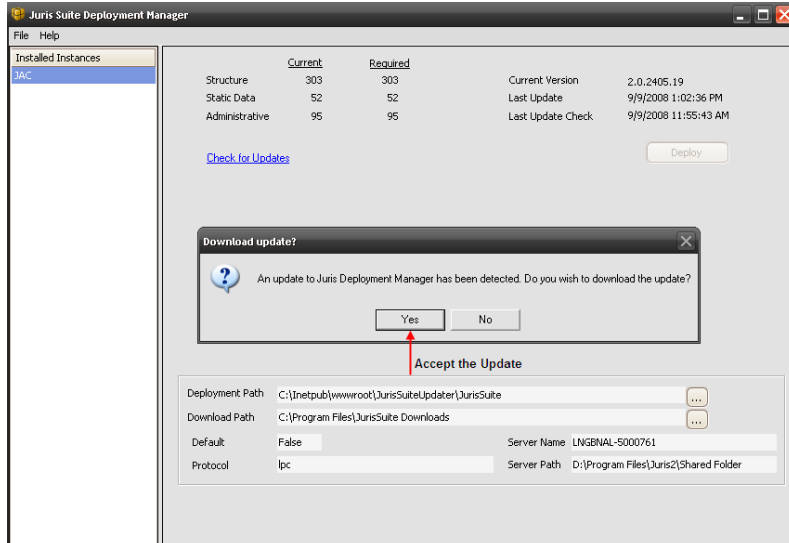 Juris Suite Deployment Manager
File Help
Installed Instances
JAC
Current Required
Structure 303 303 Current Version 2.0.2405.19
Static Data 52 52 Last Update 9/9/2008 1:02:36 PM
Administrative 95 95 Last Update Check 9/9/2008 11:55:43 AM
Check for Updates Deploy
Download update?
An update to Juris Deployment Manager has been detected. Do you wish to download the update?
Yes No
Accept the Update
Deployment Path C:\Inetpub\wwwroot\JurisSuiteUpdater\JurisSuite ...
Download Path C:\Program Files\JurisSuite Downloads ...
Default False Server Name LNGBNAL-5000761
Protocol lpc Server Path D:\Program Files\Juris2\Shared Folder